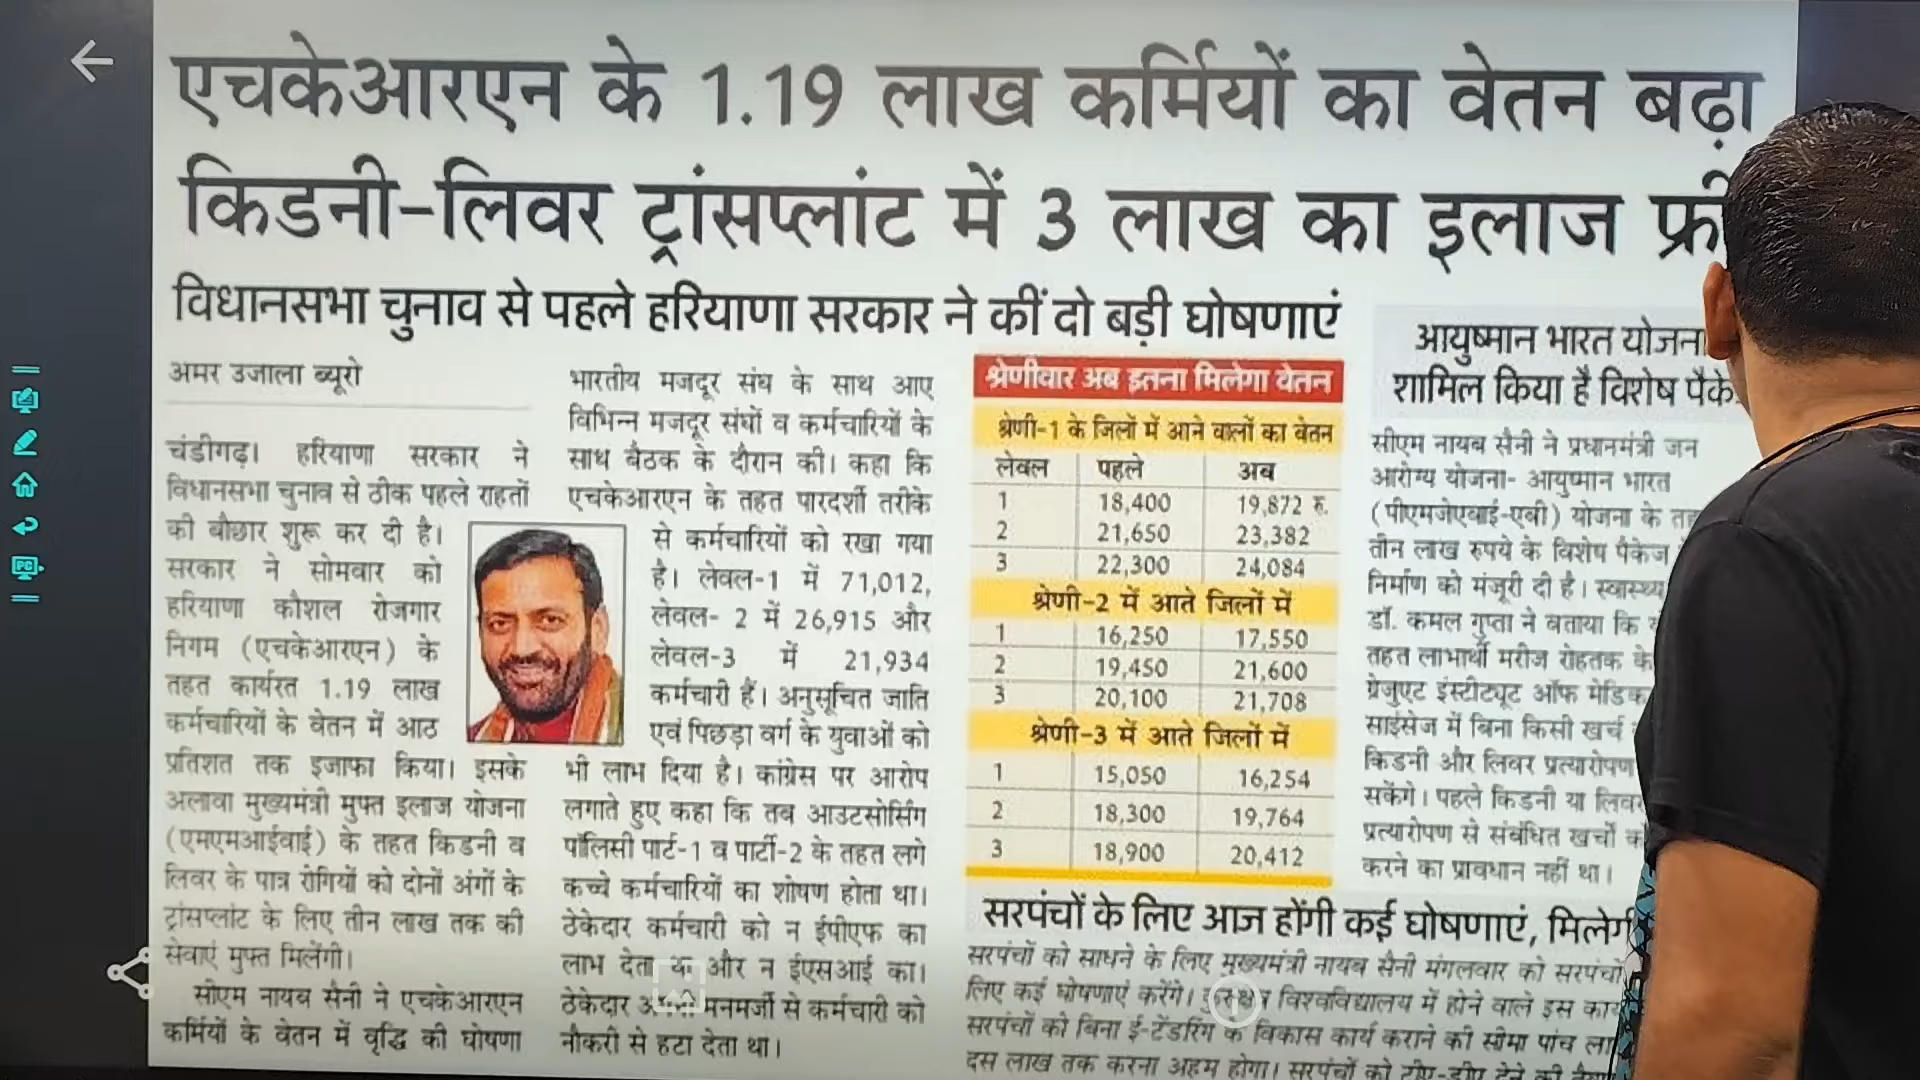 एचकेआरएन के 1.19 लाख कर्मियों का वेतन बढ़ा
किडनी-लिवर ट्रांसप्लांट में 3 लाख का इलाज फ्री
विधानसभा चुनाव से पहले हरियाणा सरकार ने कीं दो बड़ी घोषणाएं
अमर उजाला ब्यूरो
चंडीगढ़। हरियाणा सरकार ने
विधानसभा चुनाव से ठीक पहले राहतों
की बौछार शुरू कर दी है।
सरकार ने सोमवार को
हरियाणा कौशल रोजगार
निगम (एचकेआरएन) के
तहत कार्यरत 1.19 लाख
कर्मचारियों के वेतन में आठ
प्रतिशत तक इजाफा किया। इसके
अलावा मुख्यमंत्री मुफ्त इलाज योजना
(एमएमआईवाई) के तहत किडनी व
लिवर के पात्र रोगियों को दोनों अंगों के
ट्रांसप्लांट के लिए तीन लाख तक की
सेवाएं मुफ्त मिलेंगी।
सीएम नायब सैनी ने एचकेआरएन
कर्मियों के वेतन में वृद्धि की घोषणा
भारतीय मजदूर संघ के साथ आए
विभिन्न मजदूर संघों व कर्मचारियों के
साथ बैठक के दौरान की। कहा कि
एचकेआरएन के तहत पारदर्शी तरीके
से कर्मचारियों को रखा गया
है। लेवल-1 में 71,012,
लेवल- 2 में 26,915 और
लेवल-3 में 21,934
कर्मचारी हैं। अनुसूचित जाति
एवं पिछड़ा वर्ग के युवाओं को
भी लाभ दिया है। कांग्रेस पर आरोप
लगाते हुए कहा कि तब आउटसोर्सिंग
पॉलिसी पार्ट-1 व पार्टी-2 के तहत लगे
कच्चे कर्मचारियों का शोषण होता था।
ठेकेदार कर्मचारी को न ईपीएफ का
लाभ देता था और न ईएसआई का।
ठेकेदार अपनी मनमर्जी से कर्मचारी को
नौकरी से हटा देता था।
श्रेणीवार अब इतना मिलेगा वेतन
श्रेणी-1 के जिलों में आने वालों का वेतन
लेवल पहले अब
1 18,400 19,872 रु.
2 21,650 23,382
3 22,300 24,084
श्रेणी-2 में आते जिलों में
1 16,250 17,550
2 19,450 21,600
3 20,100 21,708
श्रेणी-3 में आते जिलों में
1 15,050 16,254
2 18,300 19,764
3 18,900 20,412
आयुष्मान भारत योजना
शामिल किया है विशेष पैके
सीएम नायब सैनी ने प्रधानमंत्री जन
आरोग्य योजना- आयुष्मान भारत
(पीएमजेएवाई-एबी) योजना के तह
तीन लाख रुपये के विशेष पैकेज
निर्माण को मंजूरी दी है। स्वास्थ्य
डॉ. कमल गुप्ता ने बताया कि
तहत लाभार्थी मरीज रोहतक के
ग्रेजुएट इंस्टीट्यूट ऑफ मेडिक
साइंसेज में बिना किसी खर्च
किडनी और लिवर प्रत्यारोपण
सकेंगे। पहले किडनी या लिवर
प्रत्यारोपण से संबंधित खर्चों को
करने का प्रावधान नहीं था।
सरपंचों के लिए आज होंगी कई घोषणाएं, मिलेगी
सरपंचों को साधने के लिए मुख्यमंत्री नायब सैनी मंगलवार को सरपंचों
लिए कई घोषणाएं करेंगे। कुरुक्षेत्र विश्वविद्यालय में होने वाले इस कार्य
सरपंचों को बिना ई-टेंडरिंग के विकास कार्य कराने की सीमा पांच ला
दस लाख तक करना अहम होगा। सरपंचों को टीए-डीए देने की
PC